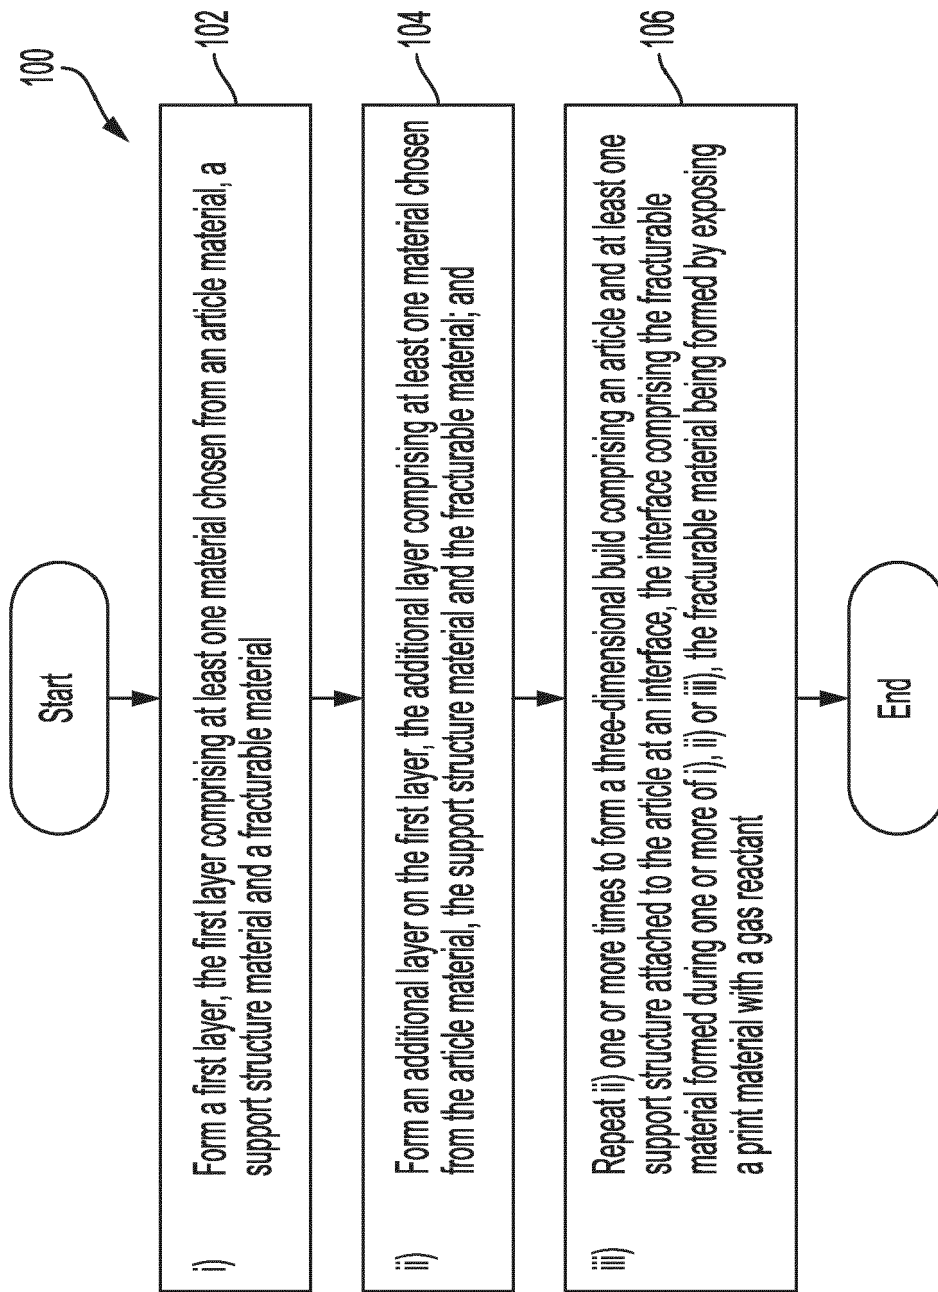 100
Start
102
i) Form a first layer, the first layer comprising at least one material chosen from an article material, a
support structure material and a fracturable material
104
ii) Form an additional layer on the first layer, the additional layer comprising at least one material chosen
from the article material, the support structure material and the fracturable material; and
106
iii) Repeat ii) one or more times to form a three-dimensional build comprising an article and at least one
support structure attached to the article at an interface, the interface comprising the fracturable
material formed during one or more of i), ii) or iii), the fracturable material being formed by exposing
a print material with a gas reactant
End